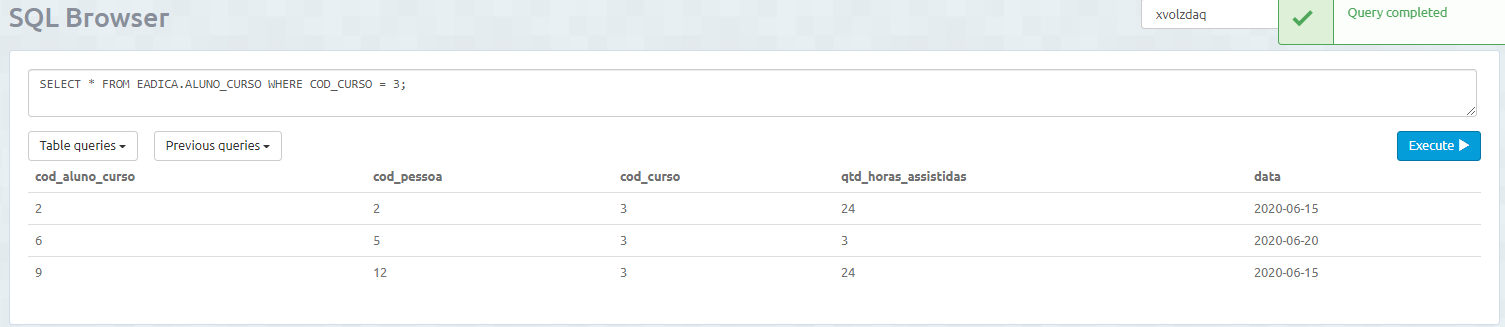 SQL Browser
xvolzdaq
Query completed
SELECT * FROM EADICA.ALUNO_CURSO WHERE COD_CURSO = 3;
Table queries
Previous queries
Execute
cod_aluno_curso cod_pessoa cod_curso qtd_horas_assistidas data
2 2 3 24 2020-06-15
6 5 3 3 2020-06-20
9 12 3 24 2020-06-15